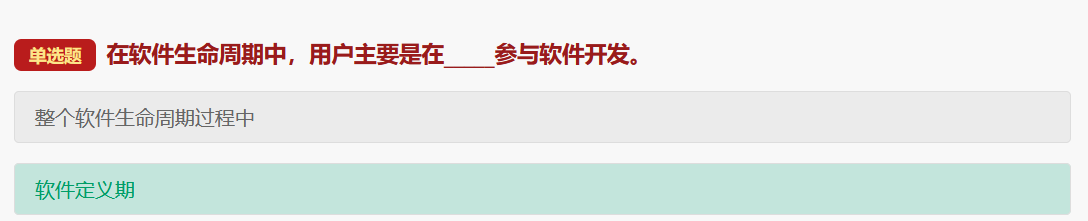 单选题 在软件生命周期中，用户主要是在_____参与软件开发。
整个软件生命周期过程中
软件定义期